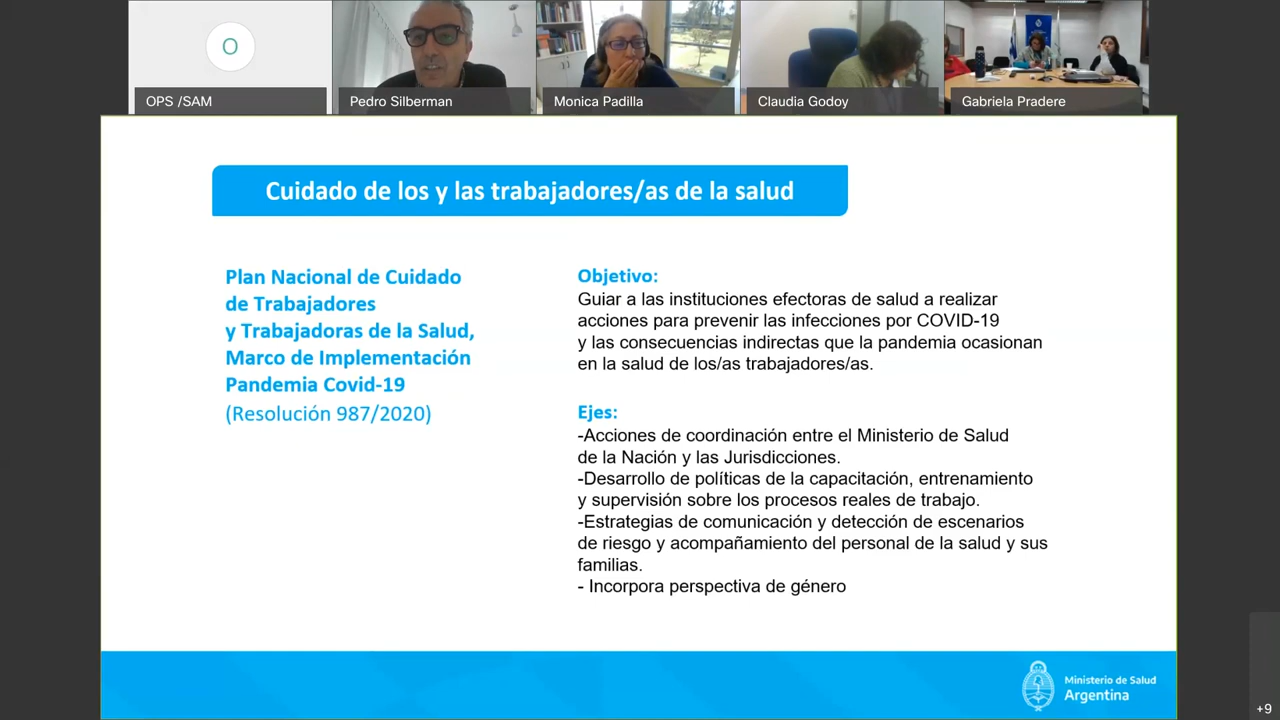 O
OPS /SAM
Pedro Silberman
Monica Padilla
Claudia Godoy
Gabriela Pradere
Cuidado de los y las trabajadores/as de la salud
Plan Nacional de Cuidado
de Trabajadores
y Trabajadoras de la Salud,
Marco de Implementación
Pandemia Covid-19
(Resolución 987/2020)
Objetivo:
Guiar a las instituciones efectoras de salud a realizar
acciones para prevenir las infecciones por COVID-19
y las consecuencias indirectas que la pandemia ocasionan
en la salud de los/as trabajadores/as.
Ejes:
-Acciones de coordinación entre el Ministerio de Salud
de la Nación y las Jurisdicciones.
-Desarrollo de políticas de la capacitación, entrenamiento
y supervisión sobre los procesos reales de trabajo.
-Estrategias de comunicación y detección de escenarios
de riesgo y acompañamiento del personal de la salud y sus
familias.
- Incorpora perspectiva de género
Ministerio de Salud
Argentina
+9